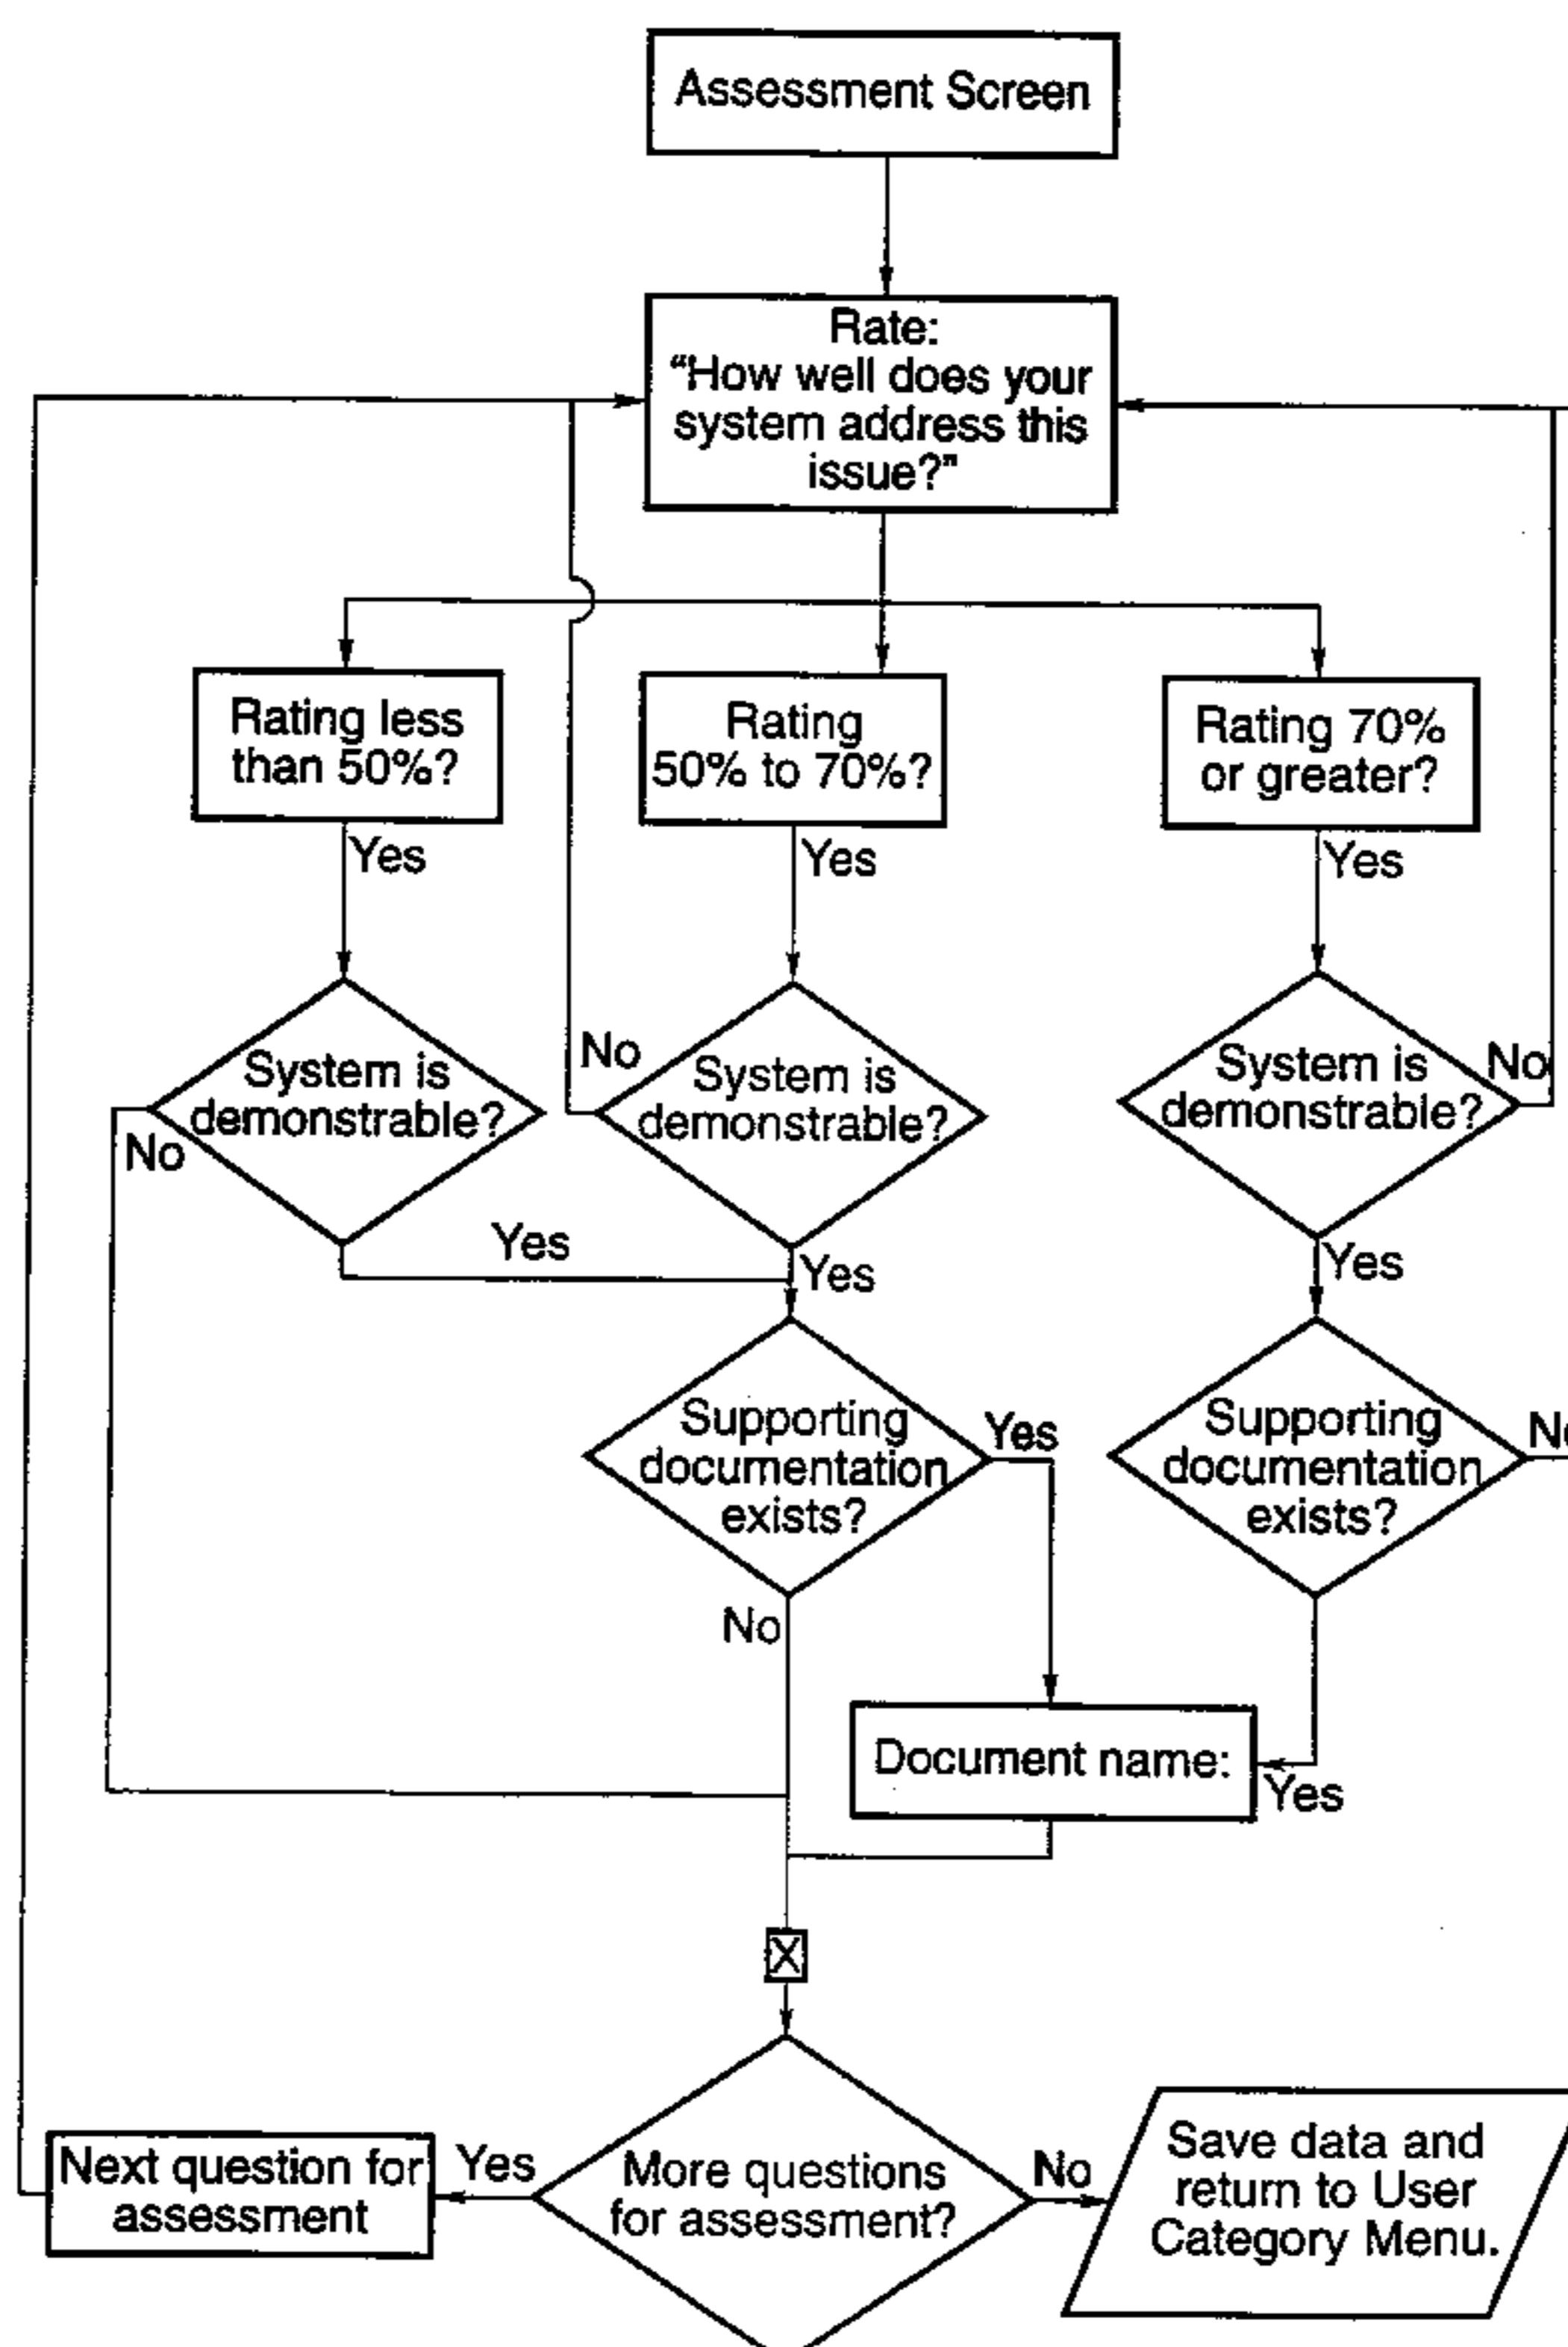 Assessment Screen
Rate:
“How well does your
system address this
issue?”
Rating less
than 50%?
Rating
50% to 70%?
Rating 70%
or greater?
Yes
Yes
Yes
System is
demonstrable?
No
No
System is
demonstrable?
System is
demonstrable?
No
Yes
Yes
Yes
Supporting
documentation
exists?
Yes
No
Supporting
documentation
exists?
Document name:
Yes
X
Next question for
assessment
Yes
More questions
for assessment?
No
Save data and
return to User
Category Menu.